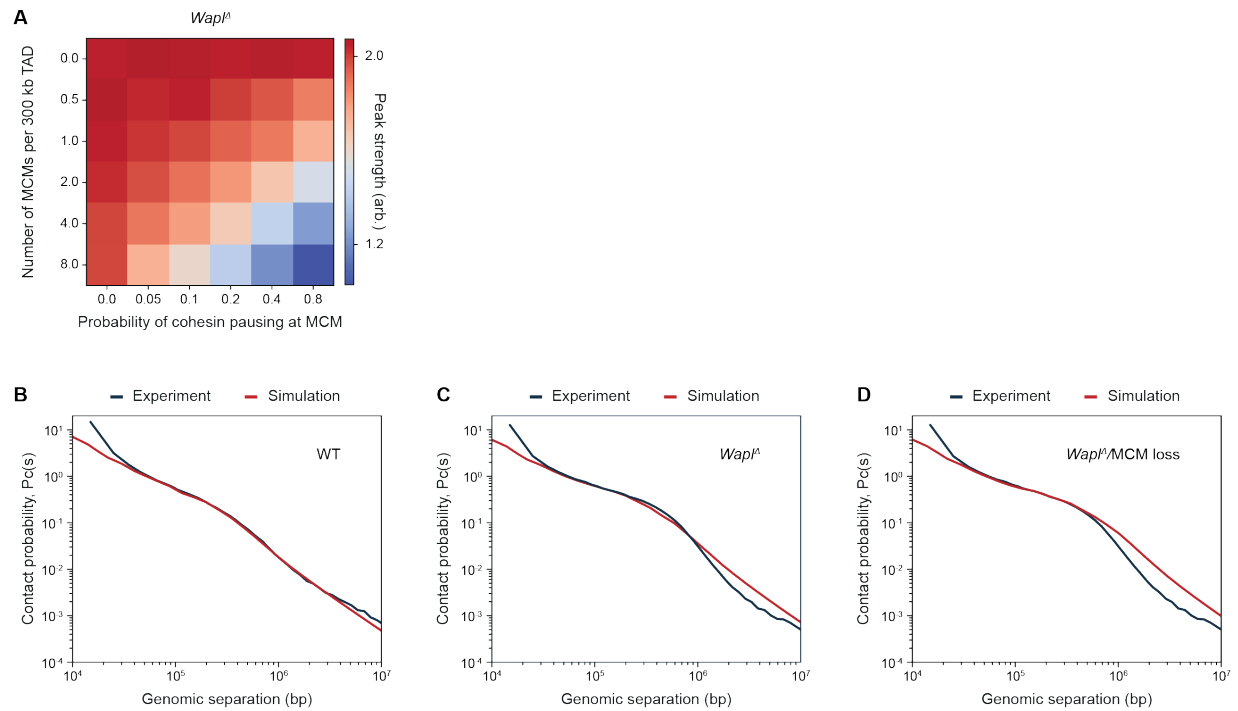 A
Wapl^Δ
Number of MCMs per 300 kb TAD
0.0
0.5
1.0
2.0
4.0
8.0
0.0 0.05 0.1 0.2 0.4 0.8
Probability of cohesin pausing at MCM
2.0
1.2
Peak strength (arb.)
B
Experiment Simulation
WT
Contact probability, Pc(s)
10^1
10^0
10^-1
10^-2
10^-3
10^-4
10^4 10^5 10^6 10^7
Genomic separation (bp)
C
Experiment Simulation
Wapl^Δ
Contact probability, Pc(s)
10^1
10^0
10^-1
10^-2
10^-3
10^-4
10^4 10^5 10^6 10^7
Genomic separation (bp)
D
Experiment Simulation
Wapl^Δ/MCM loss
Contact probability, Pc(s)
10^1
10^0
10^-1
10^-2
10^-3
10^-4
10^4 10^5 10^6 10^7
Genomic separation (bp)